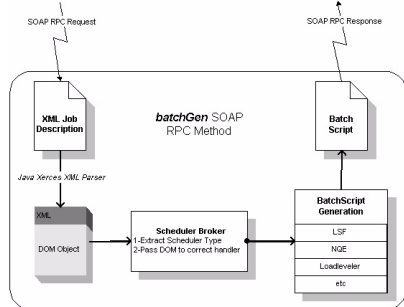 SOAP RPC Request
SOAP RPC Response
XML Job
Description
batchGen SOAP
RPC Method
Batch
Script
Java Xerces XML Parser
XML
DOM Object
Scheduler Broker
1-Extract Scheduler Type
2-Pass DOM to correct handler
BatchScript
Generation
LSF
NQE
Loadleveler
etc